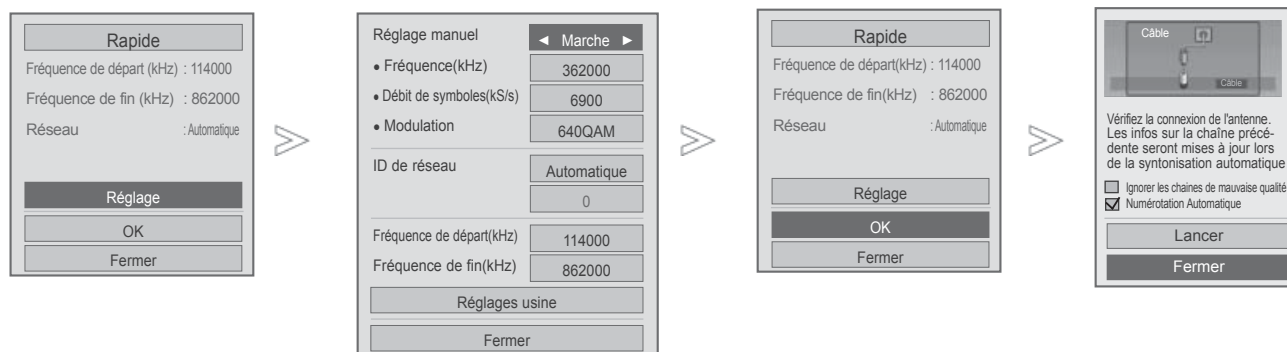 Rapide
Fréquence de départ (kHz) : 114000
Fréquence de fin (kHz) : 862000
Réseau : Automatique
Réglage
OK
Fermer
Réglage manuel ◄ Marche ►
• Fréquence(kHz) 362000
• Débit de symboles(kS/s) 6900
• Modulation 640QAM
ID de réseau Automatique
0
Fréquence de départ(kHz) 114000
Fréquence de fin(kHz) 862000
Réglages usine
Fermer
Rapide
Fréquence de départ(kHz) : 114000
Fréquence de fin(kHz) : 862000
Réseau : Automatique
Réglage
OK
Fermer
Câble
Câble
Vérifiez la connexion de l'antenne.
Les infos sur la chaîne précé-
dente seront mises à jour lors
de la syntonisation automatique
Ignorer les chaines de mauvaise qualité
Numérotation Automatique
Lancer
Fermer